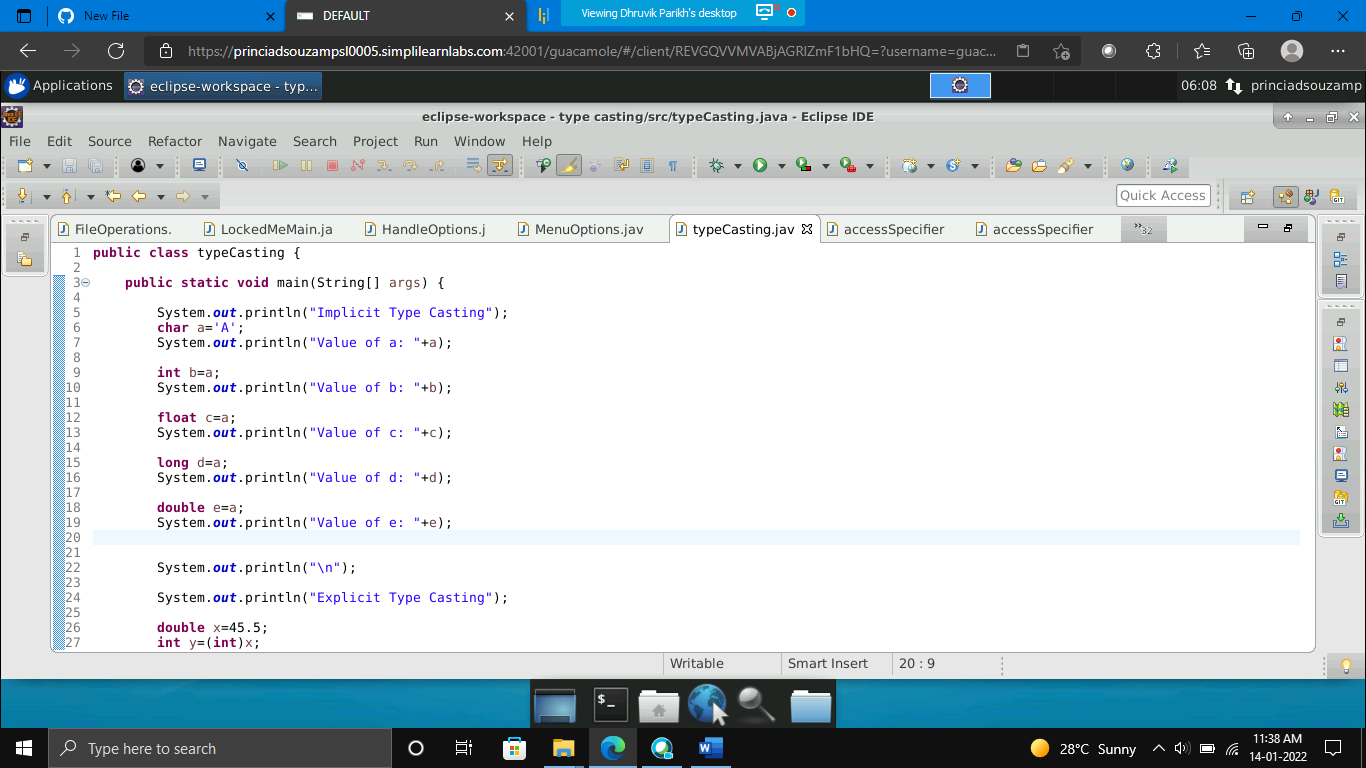 New File
DEFAULT
Viewing Dhruvik Parikh's desktop
https://princiadsouzampsl0005.simplilearnlabs.com:42001/guacamole/#/client/REVGQVVMVABjAGRlZmF1bHQ=?username=guac...
Applications
eclipse-workspace - typ...
06:08
princiadsouzamp
eclipse-workspace - type casting/src/typeCasting.java - Eclipse IDE
File Edit Source Refactor Navigate Search Project Run Window Help
Quick Access
FileOperations. LockedMeMain.ja HandleOptions.j MenuOptions.jav typeCasting.jav accessSpecifier accessSpecifier »32
1 public class typeCasting {
2
3 public static void main(String[] args) {
4
5 System.out.println("Implicit Type Casting");
6 char a='A';
7 System.out.println("Value of a: "+a);
8
9 int b=a;
10 System.out.println("Value of b: "+b);
11
12 float c=a;
13 System.out.println("Value of c: "+c);
14
15 long d=a;
16 System.out.println("Value of d: "+d);
17
18 double e=a;
19 System.out.println("Value of e: "+e);
20
21
22 System.out.println("\n");
23
24 System.out.println("Explicit Type Casting");
25
26 double x=45.5;
27 int y=(int)x;
Writable Smart Insert 20 : 9
Type here to search
28°C Sunny
11:38 AM
14-01-2022